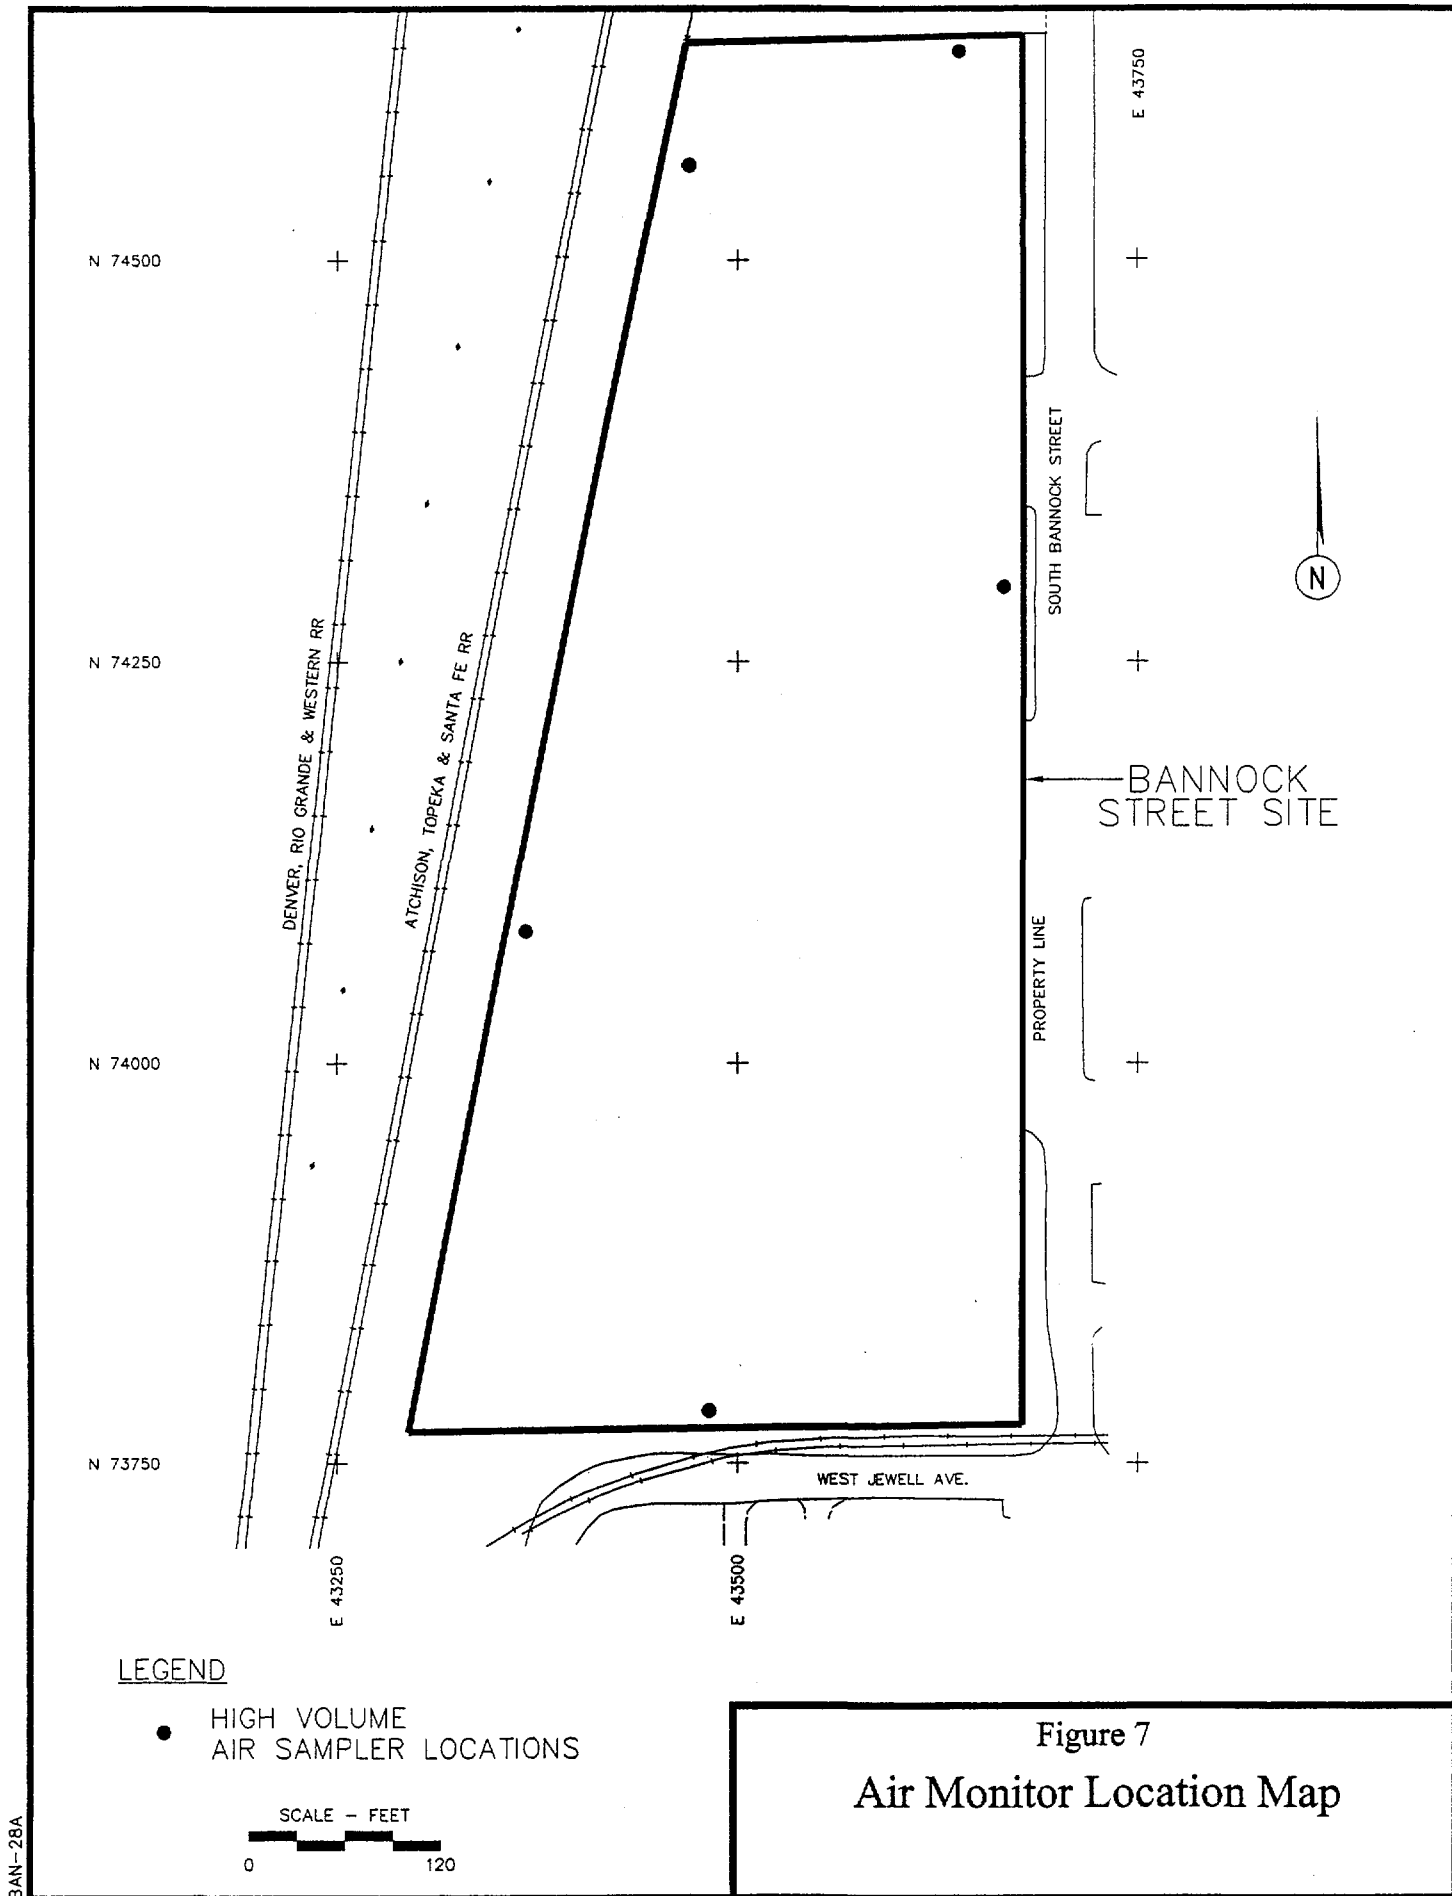 E 43750
N 74500
SOUTH BANNOCK STREET
N
N 74250
DENVER, RIO GRANDE & WESTERN RR
ATCHISON, TOPEKA & SANTA FE RR
BANNOCK
STREET SITE
PROPERTY LINE
N 74000
N 73750
WEST JEWELL AVE.
E 43250
E 43500
LEGEND
HIGH VOLUME
AIR SAMPLER LOCATIONS
SCALE - FEET
0 120
Figure 7
Air Monitor Location Map
BAN-28A